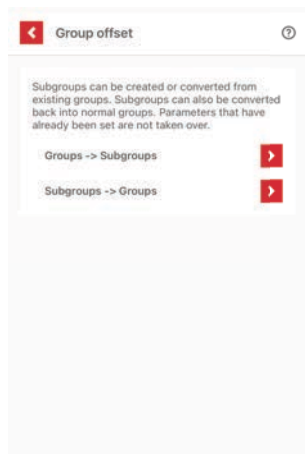 Group offset
Subgroups can be created or converted from
existing groups. Subgroups can also be converted
back into normal groups. Parameters that have
already been set are not taken over.
Groups -> Subgroups
Subgroups -> Groups